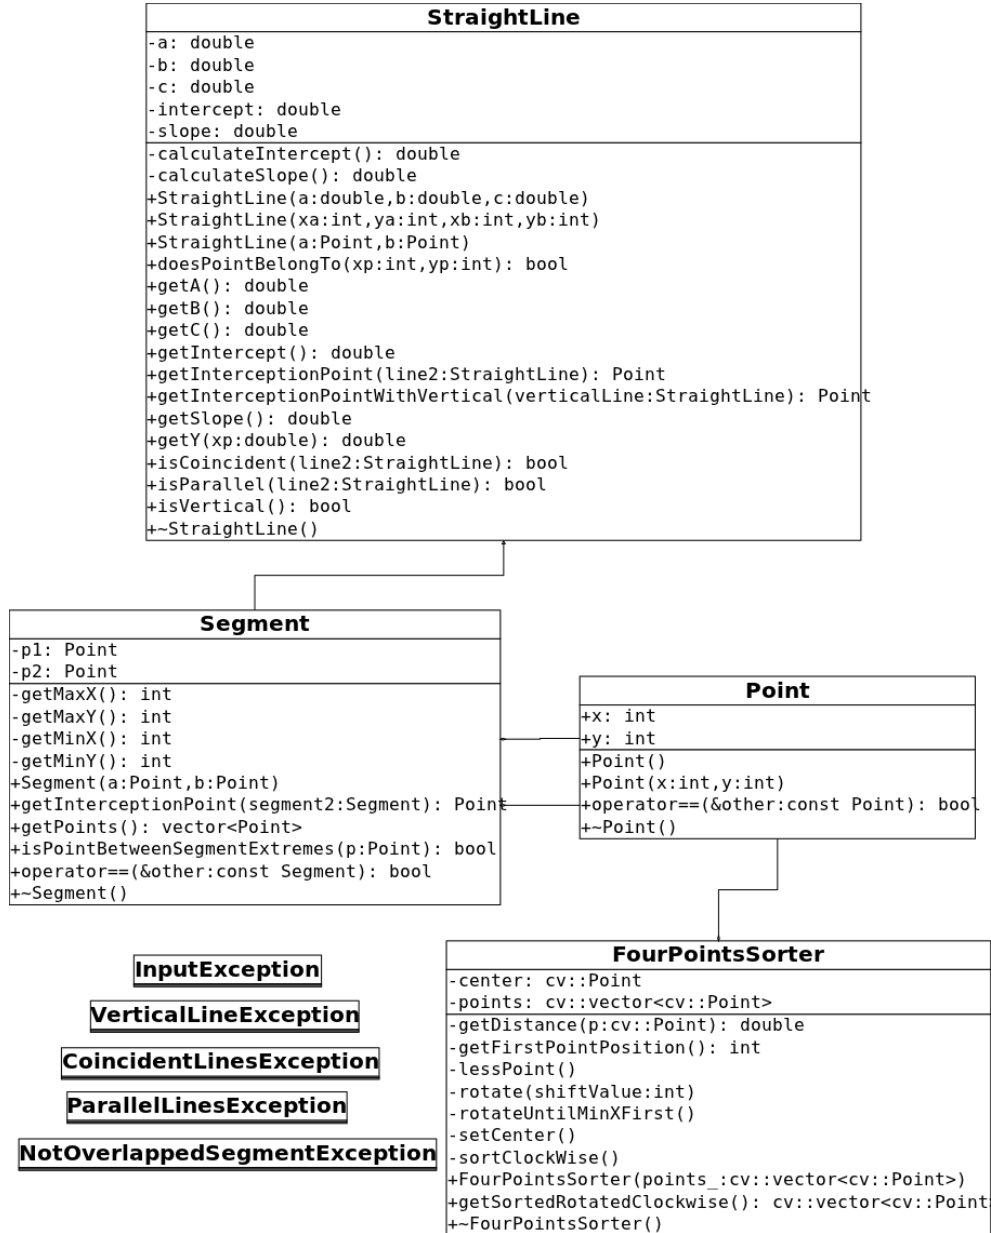 StraightLine
-a: double
-b: double
-c: double
-intercept: double
-slope: double
-calculateIntercept(): double
-calculateSlope(): double
+StraightLine(a:double,b:double,c:double)
+StraightLine(xa:int,ya:int,xb:int,yb:int)
+StraightLine(a:Point,b:Point)
+doesPointBelongTo(xp:int,yp:int): bool
+getA(): double
+getB(): double
+getC(): double
+getIntercept(): double
+getInterceptionPoint(line2:StraightLine): Point
+getInterceptionPointWithVertical(verticalLine:StraightLine): Point
+getSlope(): double
+getY(xp:double): double
+isCoincident(line2:StraightLine): bool
+isParallel(line2:StraightLine): bool
+isVertical(): bool
+~StraightLine()
Segment
-p1: Point
-p2: Point
-getMaxX(): int
-getMaxY(): int
-getMinX(): int
-getMinY(): int
+Segment(a:Point,b:Point)
+getInterceptionPoint(segment2:Segment): Point
+getPoints(): vector<Point>
+isPointBetweenSegmentExtremes(p:Point): bool
+operator==(&other:const Segment): bool
+~Segment()
Point
+x: int
+y: int
+Point()
+Point(x:int,y:int)
+operator==(&other:const Point): bool
+~Point()
InputException
VerticalLineException
CoincidentLinesException
ParallelLinesException
NotOverlappedSegmentException
FourPointsSorter
-center: cv::Point
-points: cv::vector<cv::Point>
-getDistance(p:cv::Point): double
-getFirstPointPosition(): int
-lessPoint()
-rotate(shiftValue:int)
-rotateUntilMinXFirst()
-setCenter()
-sortClockWise()
+FourPointsSorter(points_:cv::vector<cv::Point>)
+getSortedRotatedClockwise(): cv::vector<cv::Point>
+~FourPointsSorter()